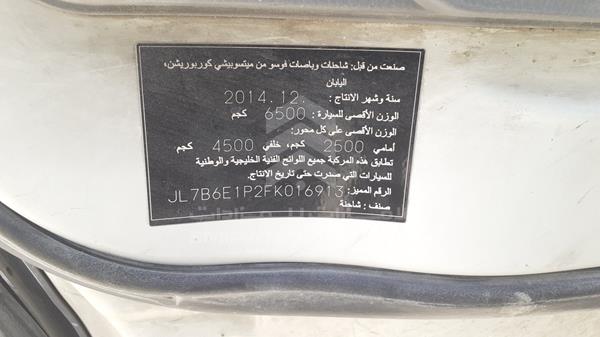 صنعت من قبل: شاحنات وباصات فوسو من ميتسوبيشي كوربوريشن،
اليابان
سنة وشهر الانتاج : 2014.12.
الوزن الأقصى للسيارة : 6500 كجم
الوزن الأقصى على كل محور:
أمامي 2500 كجم، خلفي 4500 كجم
تطابق هذه المركبة جميع اللوائح الفنية الخليجية والوطنية
للسيارات التي صدرت حتى تاريخ الانتاج.
الرقم المميز: JL7B6E1P2FK016913
صنف : شاحنة